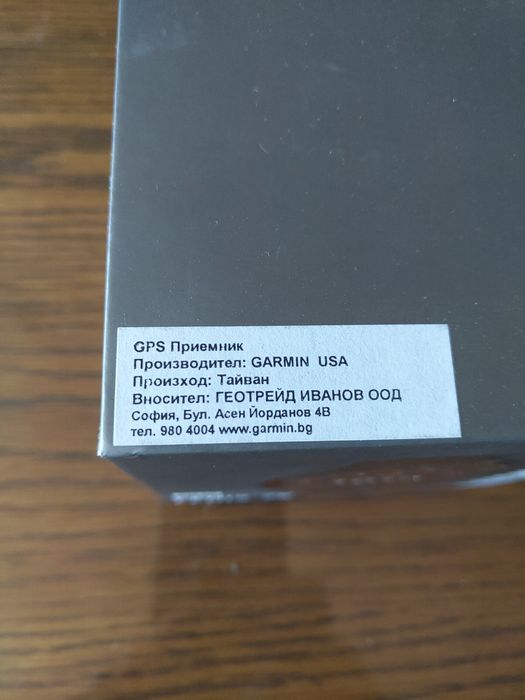 GPS Приемник
Производител: GARMIN USA
Произход: Тайван
Вносител: ГЕОТРЕЙД ИВАНОВ ООД
София, Бул. Асен Йорданов 4В
тел. 980 4004 www.garmin.bg